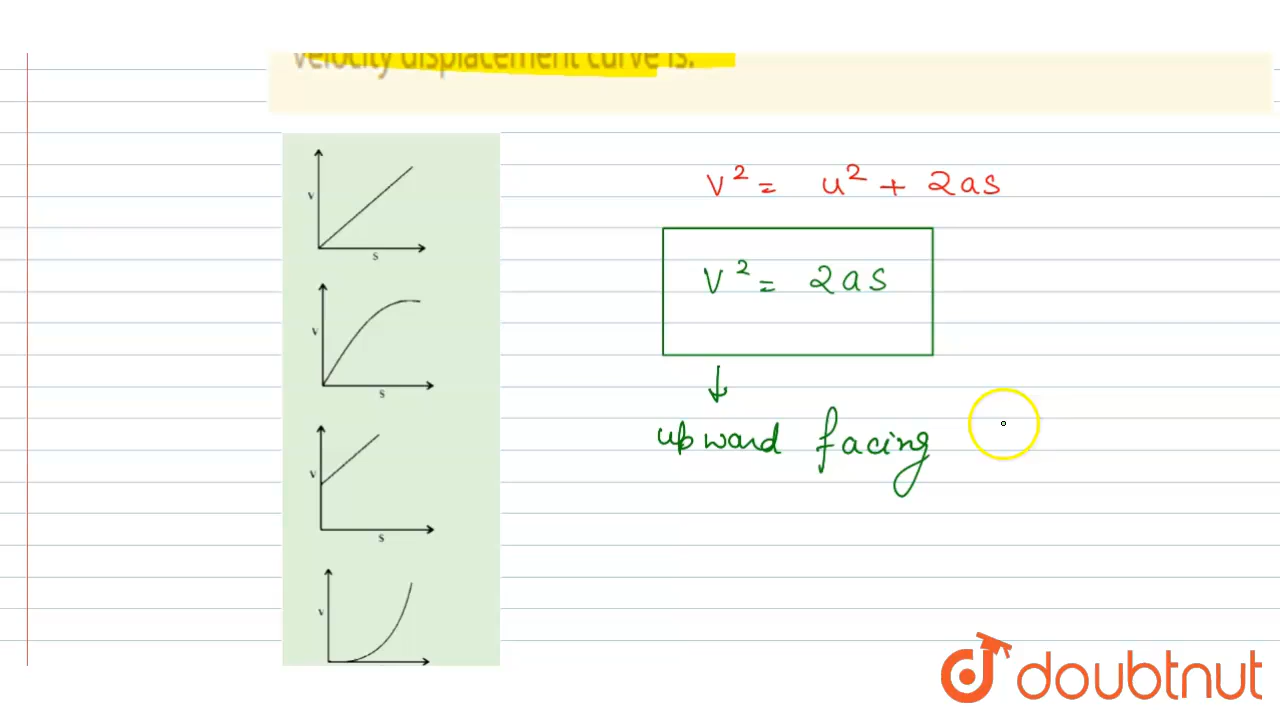 velocity displacement curve is.
V
S
V
S
V
S
V
v² = u² + 2as
v² = 2as
↓
upward facing
doubtnut